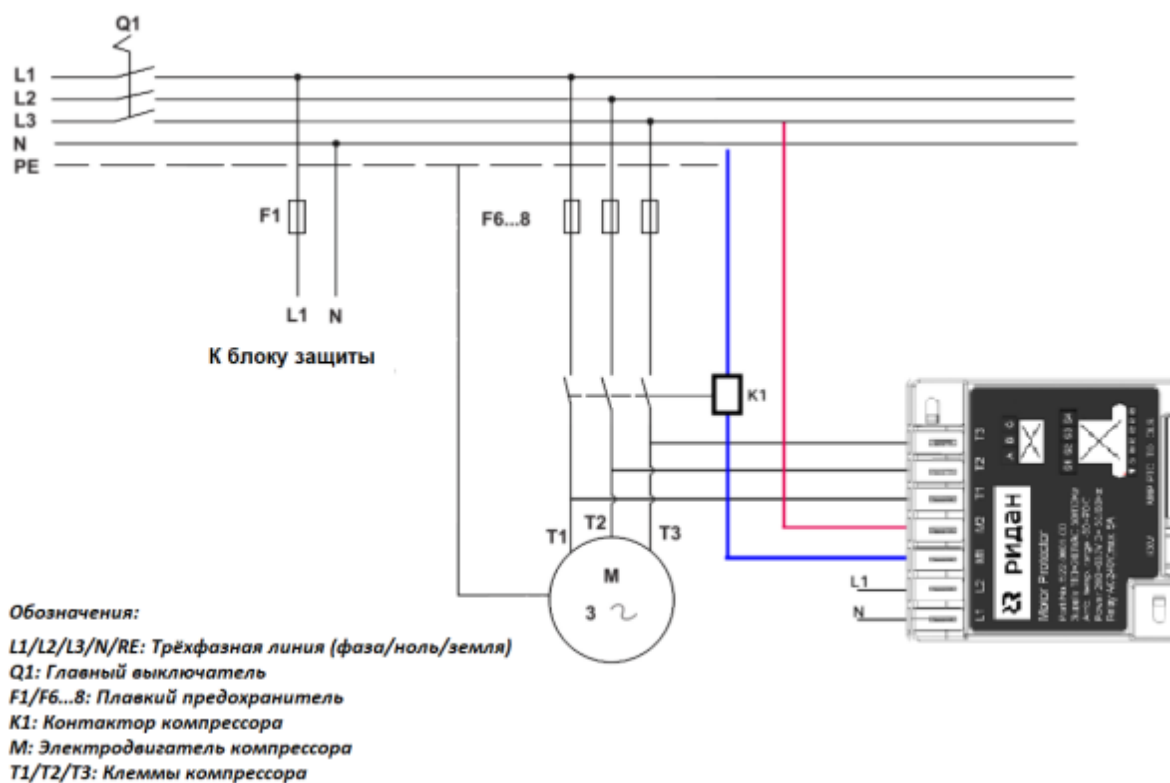 Q1
L1
L2
L3
N
PE
F1
F6...8
L1 N
К блоку защиты
K1
T3
T2
T1
M2
M1
L2
L1
A B C
РИДАН
Motor Protector
T1 T2 T3
M
3
L1
N
Обозначения:
L1/L2/L3/N/RE: Трёхфазная линия (фаза/ноль/земля)
Q1: Главный выключатель
F1/F6...8: Плавкий предохранитель
K1: Контактор компрессора
M: Электродвигатель компрессора
T1/T2/T3: Клеммы компрессора